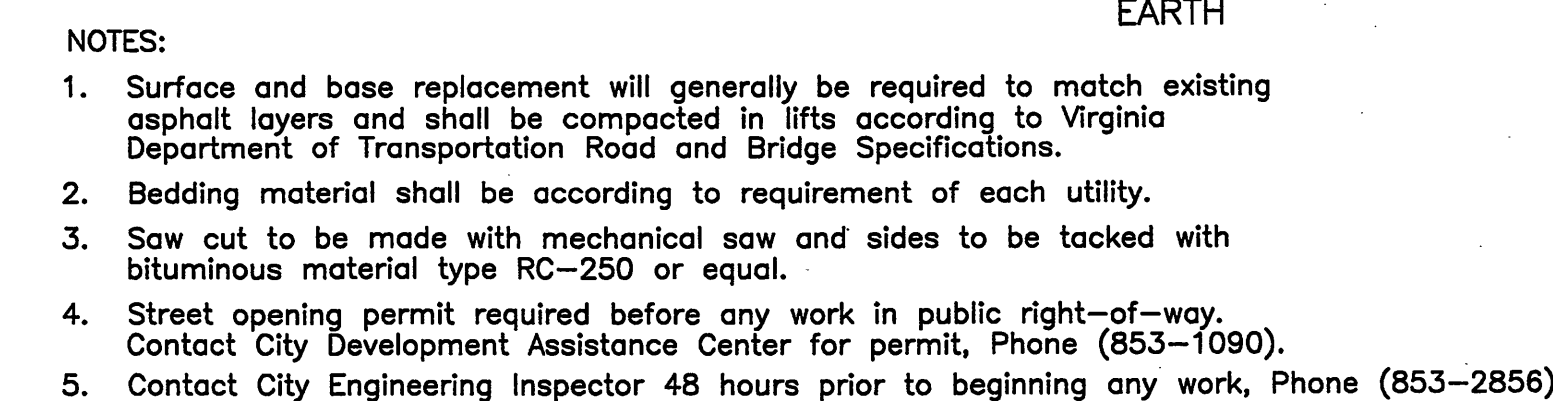 EARTH
NOTES:
1. Surface and base replacement will generally be required to match existing
asphalt layers and shall be compacted in lifts according to Virginia
Department of Transportation Road and Bridge Specifications.
2. Bedding material shall be according to requirement of each utility.
3. Saw cut to be made with mechanical saw and sides to be tacked with
bituminous material type RC-250 or equal.
4. Street opening permit required before any work in public right-of-way.
Contact City Development Assistance Center for permit, Phone (853-1090).
5. Contact City Engineering Inspector 48 hours prior to beginning any work, Phone (853-2856)